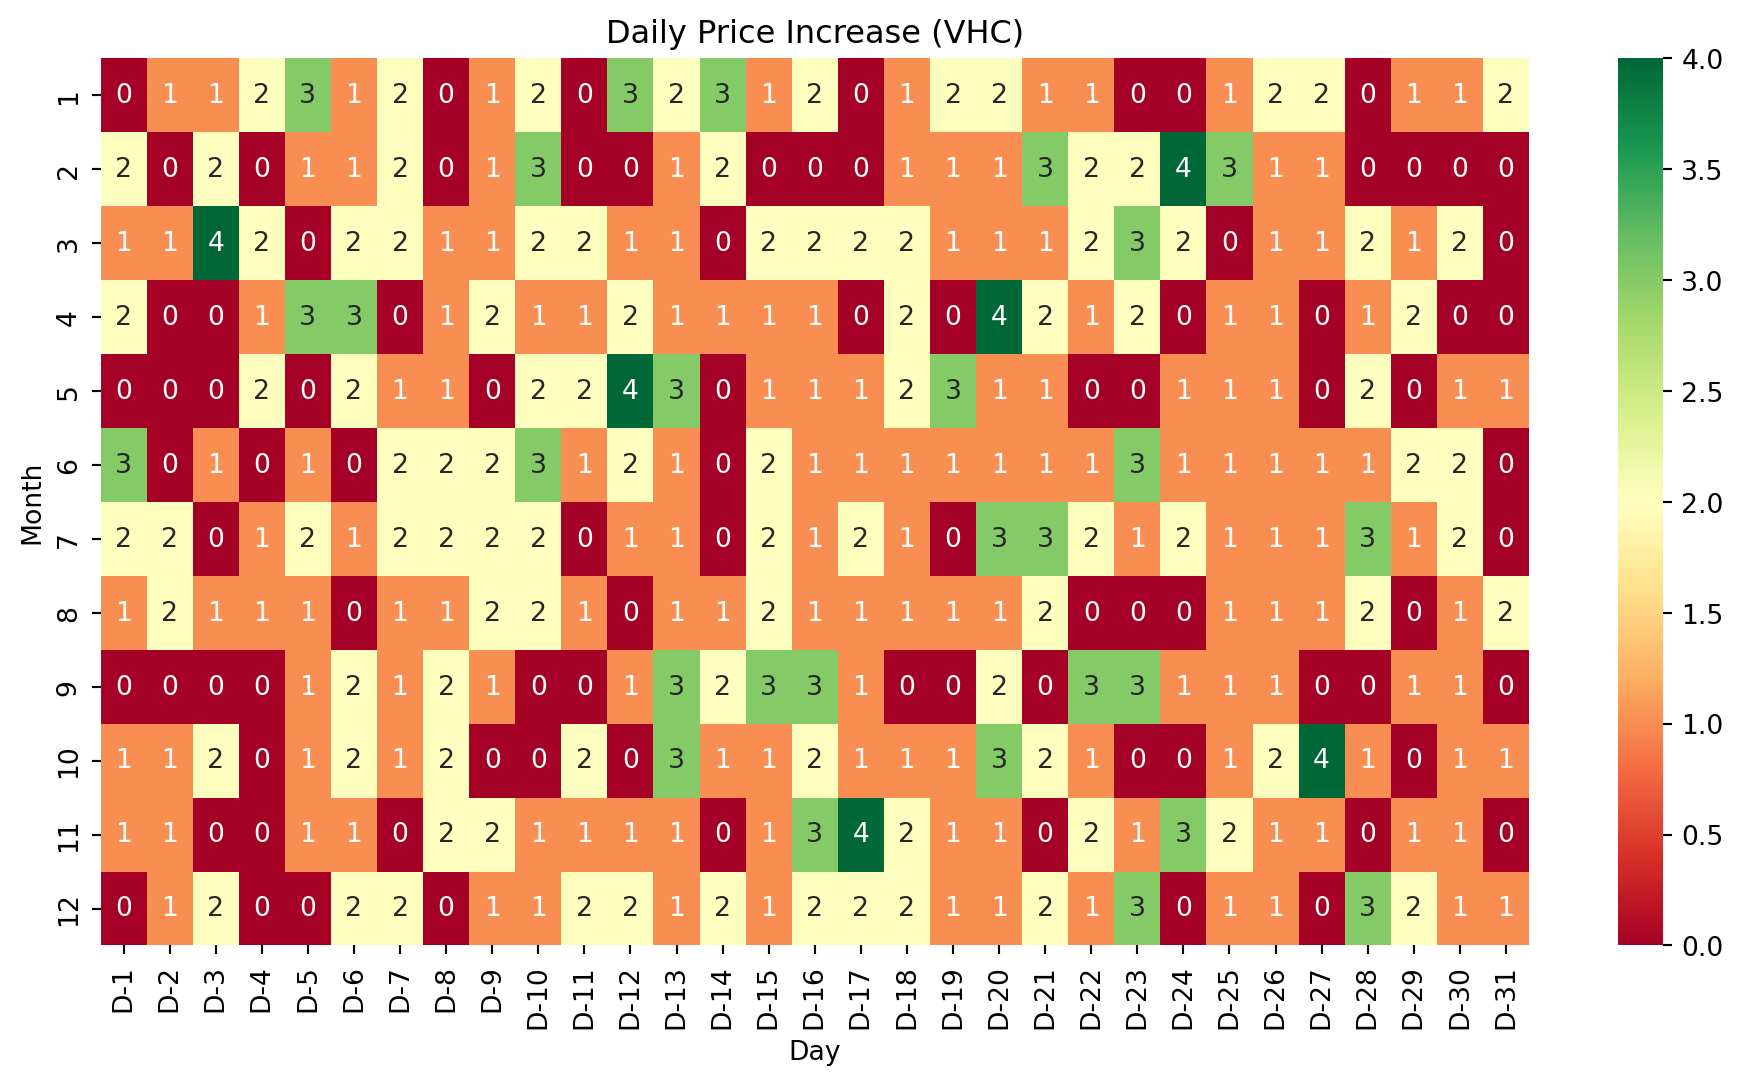 Daily Price Increase (VHC)
1 0 1 1 2 3 1 2 0 1 2 0 3 2 3 1 2 0 1 2 2 1 1 0 0 1 2 2 0 1 1 2
2 2 0 2 0 1 1 2 0 1 3 0 0 1 2 0 0 0 1 1 1 3 2 2 4 3 1 1 0 0 0 0
3 1 1 4 2 0 2 2 1 1 2 2 1 1 0 2 2 2 2 1 1 1 2 3 2 0 1 1 2 1 2 0
4 2 0 0 1 3 3 0 1 2 1 1 2 1 1 1 1 0 2 0 4 2 1 2 0 1 1 0 1 2 0 0
5 0 0 0 2 0 2 1 1 0 2 2 4 3 0 1 1 1 2 3 1 1 0 0 1 1 1 0 2 0 1 1
6 3 0 1 0 1 0 2 2 2 3 1 2 1 0 2 1 1 1 1 1 1 1 3 1 1 1 1 1 2 2 0
7 2 2 0 1 2 1 2 2 2 2 0 1 1 0 2 1 2 1 0 3 3 2 1 2 1 1 1 3 1 2 0
8 1 2 1 1 1 0 1 1 2 2 1 0 1 1 2 1 1 1 1 1 2 0 0 0 1 1 1 2 0 1 2
9 0 0 0 0 1 2 1 2 1 0 0 1 3 2 3 3 1 0 0 2 0 3 3 1 1 1 0 0 1 1 0
10 1 1 2 0 1 2 1 2 0 0 2 0 3 1 1 2 1 1 1 3 2 1 0 0 1 2 4 1 0 1 1
11 1 1 0 0 1 1 0 2 2 1 1 1 1 0 1 3 4 2 1 1 0 2 1 3 2 1 1 0 1 1 0
12 0 1 2 0 0 2 2 0 1 1 2 2 1 2 1 2 2 2 1 1 2 1 3 0 1 1 0 3 2 1 1
Month
D-1 D-2 D-3 D-4 D-5 D-6 D-7 D-8 D-9 D-10 D-11 D-12 D-13 D-14 D-15 D-16 D-17 D-18 D-19 D-20 D-21 D-22 D-23 D-24 D-25 D-26 D-27 D-28 D-29 D-30 D-31
Day
4.0
3.5
3.0
2.5
2.0
1.5
1.0
0.5
0.0